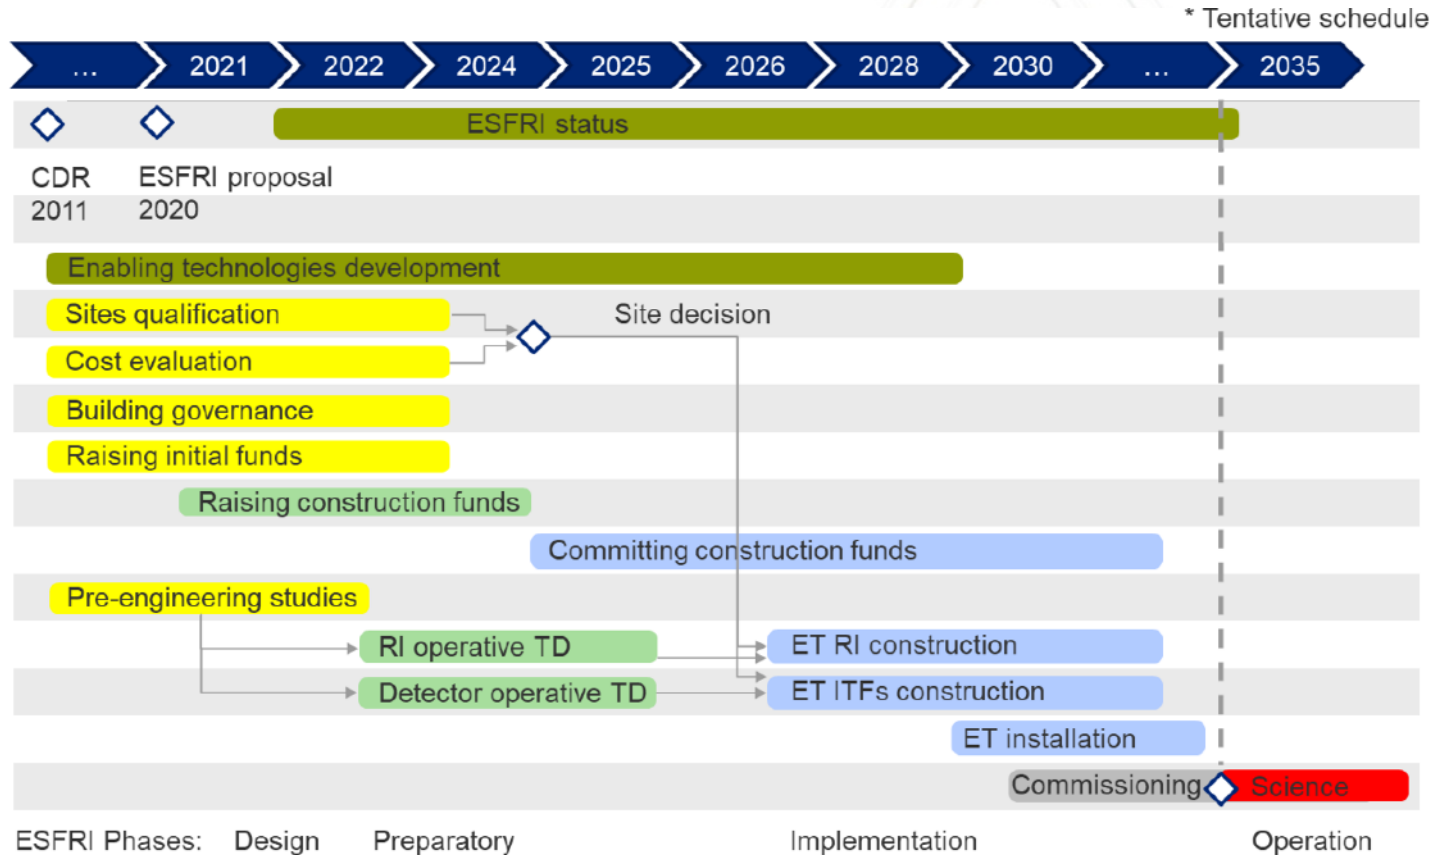 * Tentative schedule
... 2021 2022 2024 2025 2026 2028 2030 ... 2035
ESFRI status
CDR ESFRI proposal
2011 2020
Enabling technologies development
Sites qualification Site decision
Cost evaluation
Building governance
Raising initial funds
Raising construction funds
Committing construction funds
Pre-engineering studies
RI operative TD ET RI construction
Detector operative TD ET ITFs construction
ET installation
Commissioning Science
ESFRI Phases: Design Preparatory Implementation Operation